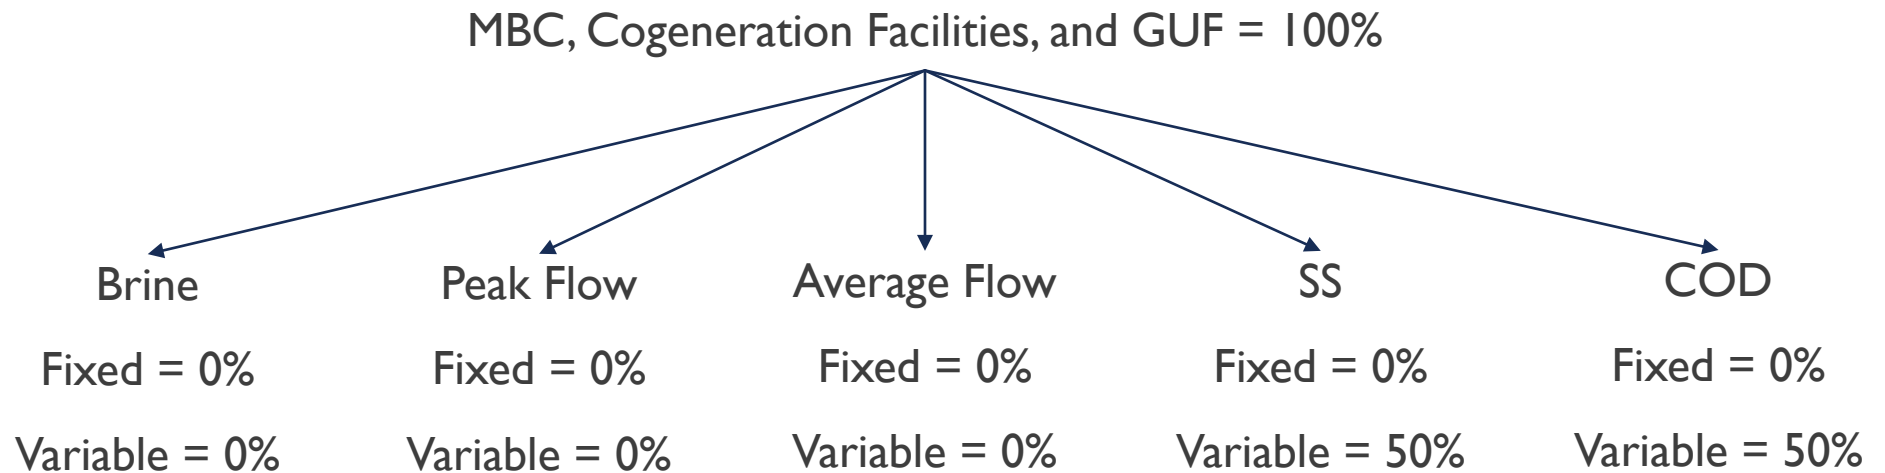 MBC, Cogeneration Facilities, and GUF = 100%
Brine
Peak Flow
Average Flow
SS
COD
Fixed = 0%
Fixed = 0%
Fixed = 0%
Fixed = 0%
Fixed = 0%
Variable = 0%
Variable = 0%
Variable = 0%
Variable = 50%
Variable = 50%